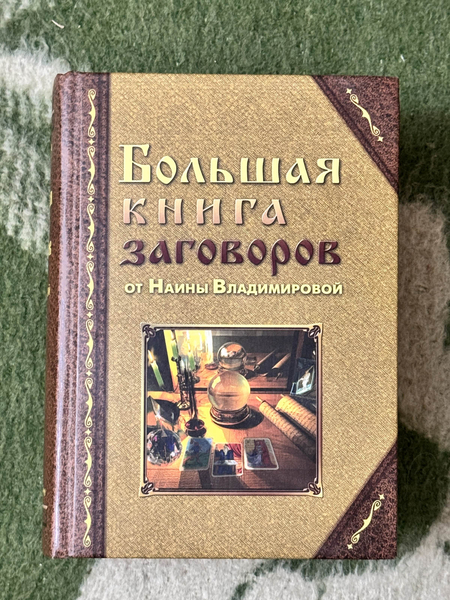 Большая
книга
заговоров
от Наины Владимировой